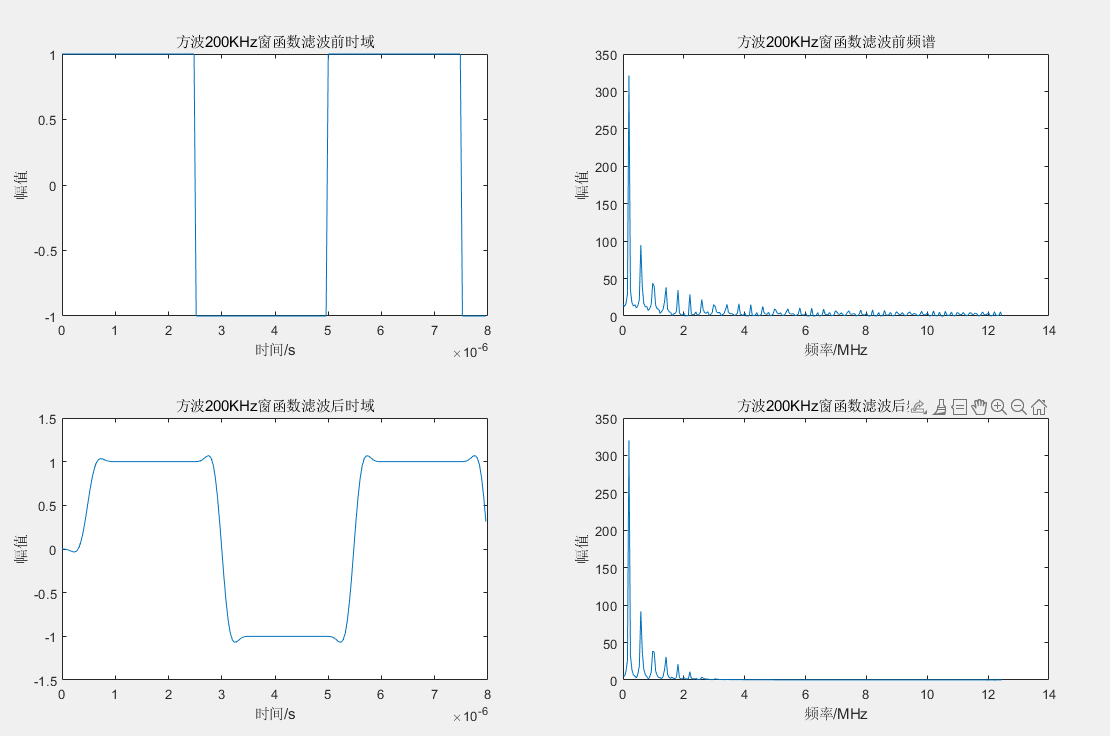 方波200KHz窗函数滤波前时域
1
0.5
0
-0.5
-1
幅值
0 1 2 3 4 5 6 7 8
时间/s
×10-6
方波200KHz窗函数滤波前频谱
350
300
250
200
150
100
50
0
幅值
0 2 4 6 8 10 12 14
频率/MHz
方波200KHz窗函数滤波后时域
1.5
1
0.5
0
-0.5
-1
-1.5
幅值
0 1 2 3 4 5 6 7 8
时间/s
×10-6
方波200KHz窗函数滤波后
350
300
250
200
150
100
50
0
幅值
0 2 4 6 8 10 12 14
频率/MHz